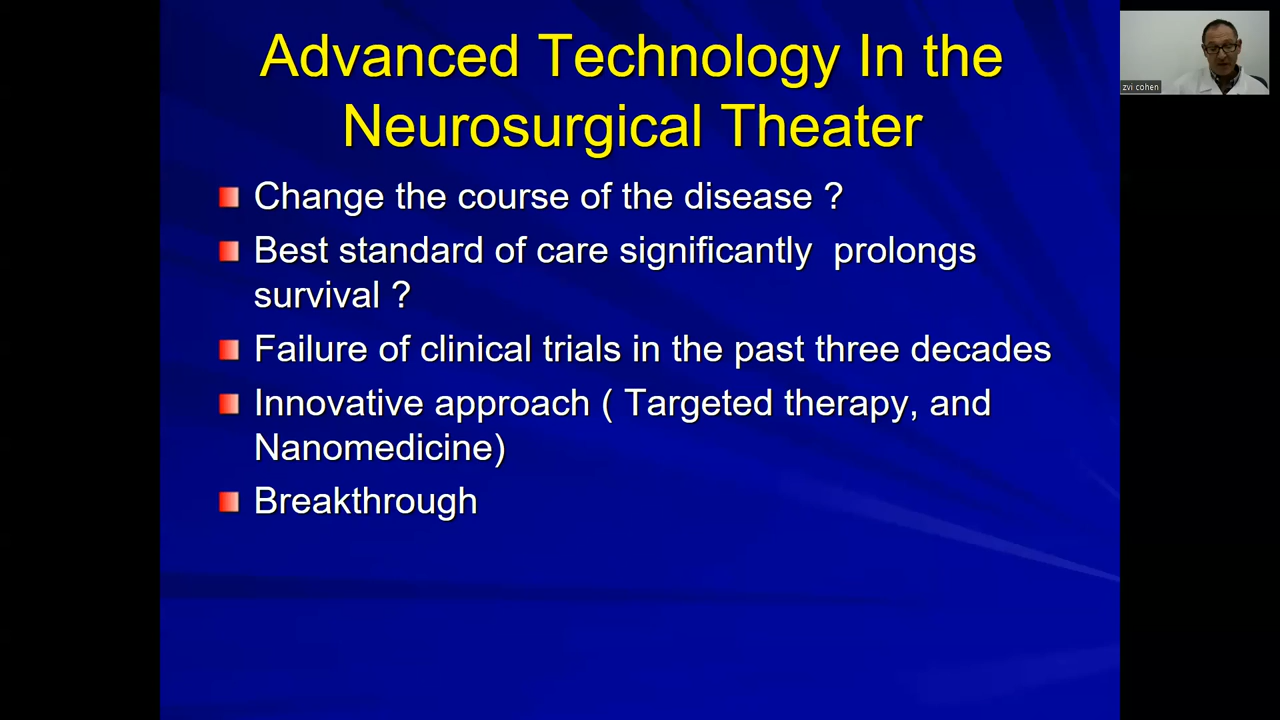 Advanced Technology In the
Neurosurgical Theater
Change the course of the disease ?
Best standard of care significantly  prolongs
survival ?
Failure of clinical trials in the past three decades
Innovative approach ( Targeted therapy, and
Nanomedicine)
Breakthrough
zvi cohen